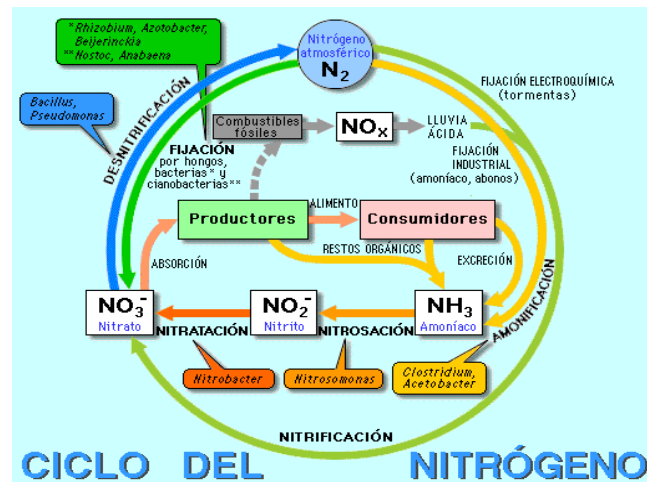 *Rhizobium, Azotobacter,
Beijerinckia
**Nostoc, Anabaena
Nitrógeno
atmosférico
N2
FIJACIÓN ELECTROQUÍMICA
(tormentas)
Bacillus,
Pseudomonas
DESNITRIFICACIÓN
Combustibles
fósiles
NOx
LLUVIA
ÁCIDA
FIJACIÓN
por hongos,
bacterias* y
cianobacterias**
FIJACIÓN
INDUSTRIAL
(amoníaco, abonos)
Productores
ALIMENTO
Consumidores
RESTOS ORGÁNICOS
ABSORCIÓN
EXCRECIÓN
NO3-
Nitrato
NITRATACIÓN
NO2-
Nitrito
NITROSACIÓN
NH3
Amoníaco
AMONIFICACIÓN
Nitrobacter
Nitrosomonas
Clostridium,
Acetobacter
NITRIFICACIÓN
CICLO DEL NITRÓGENO